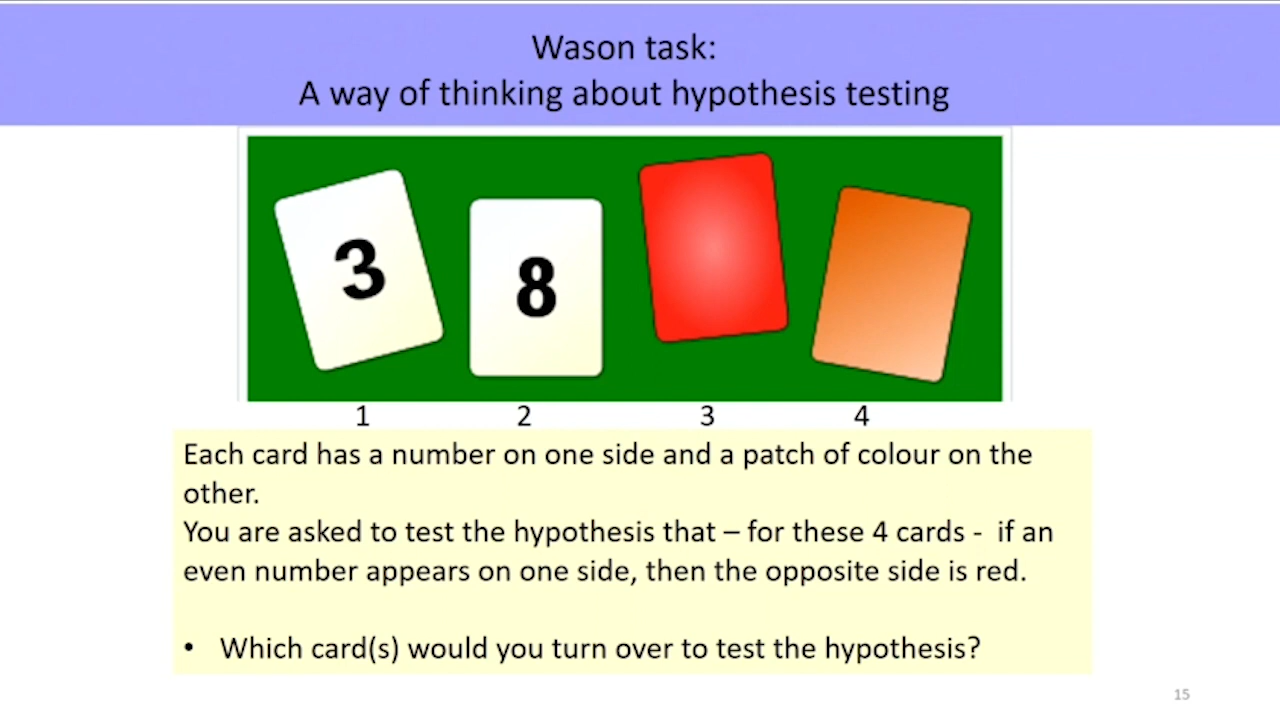 Wason task:
A way of thinking about hypothesis testing
3
8
1
2
3
4
Each card has a number on one side and a patch of colour on the
other.
You are asked to test the hypothesis that – for these 4 cards - if an
even number appears on one side, then the opposite side is red.
• Which card(s) would you turn over to test the hypothesis?
15